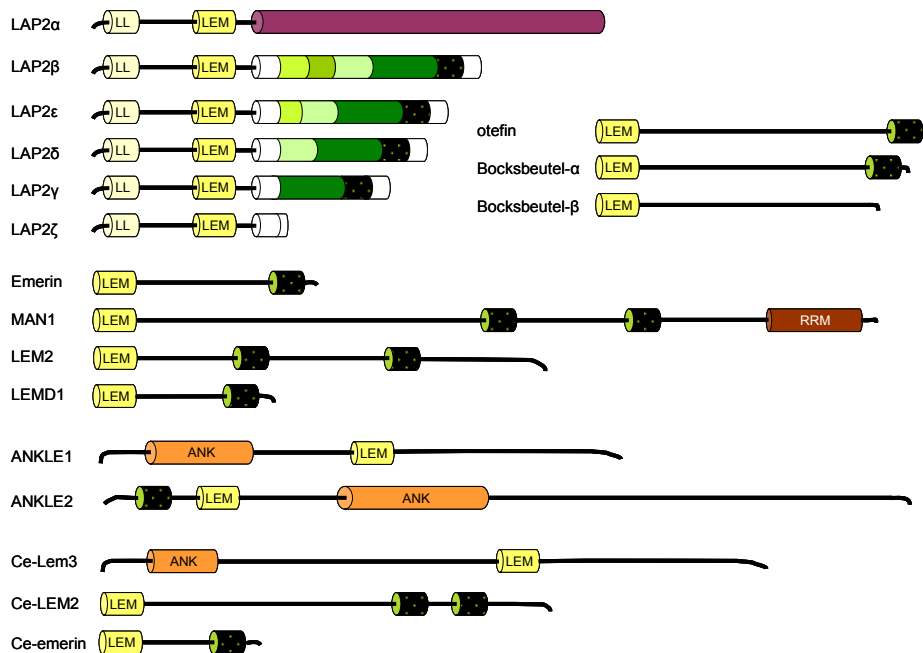 LAP2α LL LEM
LAP2β LL LEM
LAP2ε LL LEM
LAP2δ LL LEM
LAP2γ LL LEM
LAP2ζ LL LEM
otefin LEM
Bocksbeutel-α LEM
Bocksbeutel-β LEM
Emerin LEM
MAN1 LEM RRM
LEM2 LEM
LEMD1 LEM
ANKLE1 ANK LEM
ANKLE2 LEM ANK
Ce-Lem3 ANK LEM
Ce-LEM2 LEM
Ce-emerin LEM